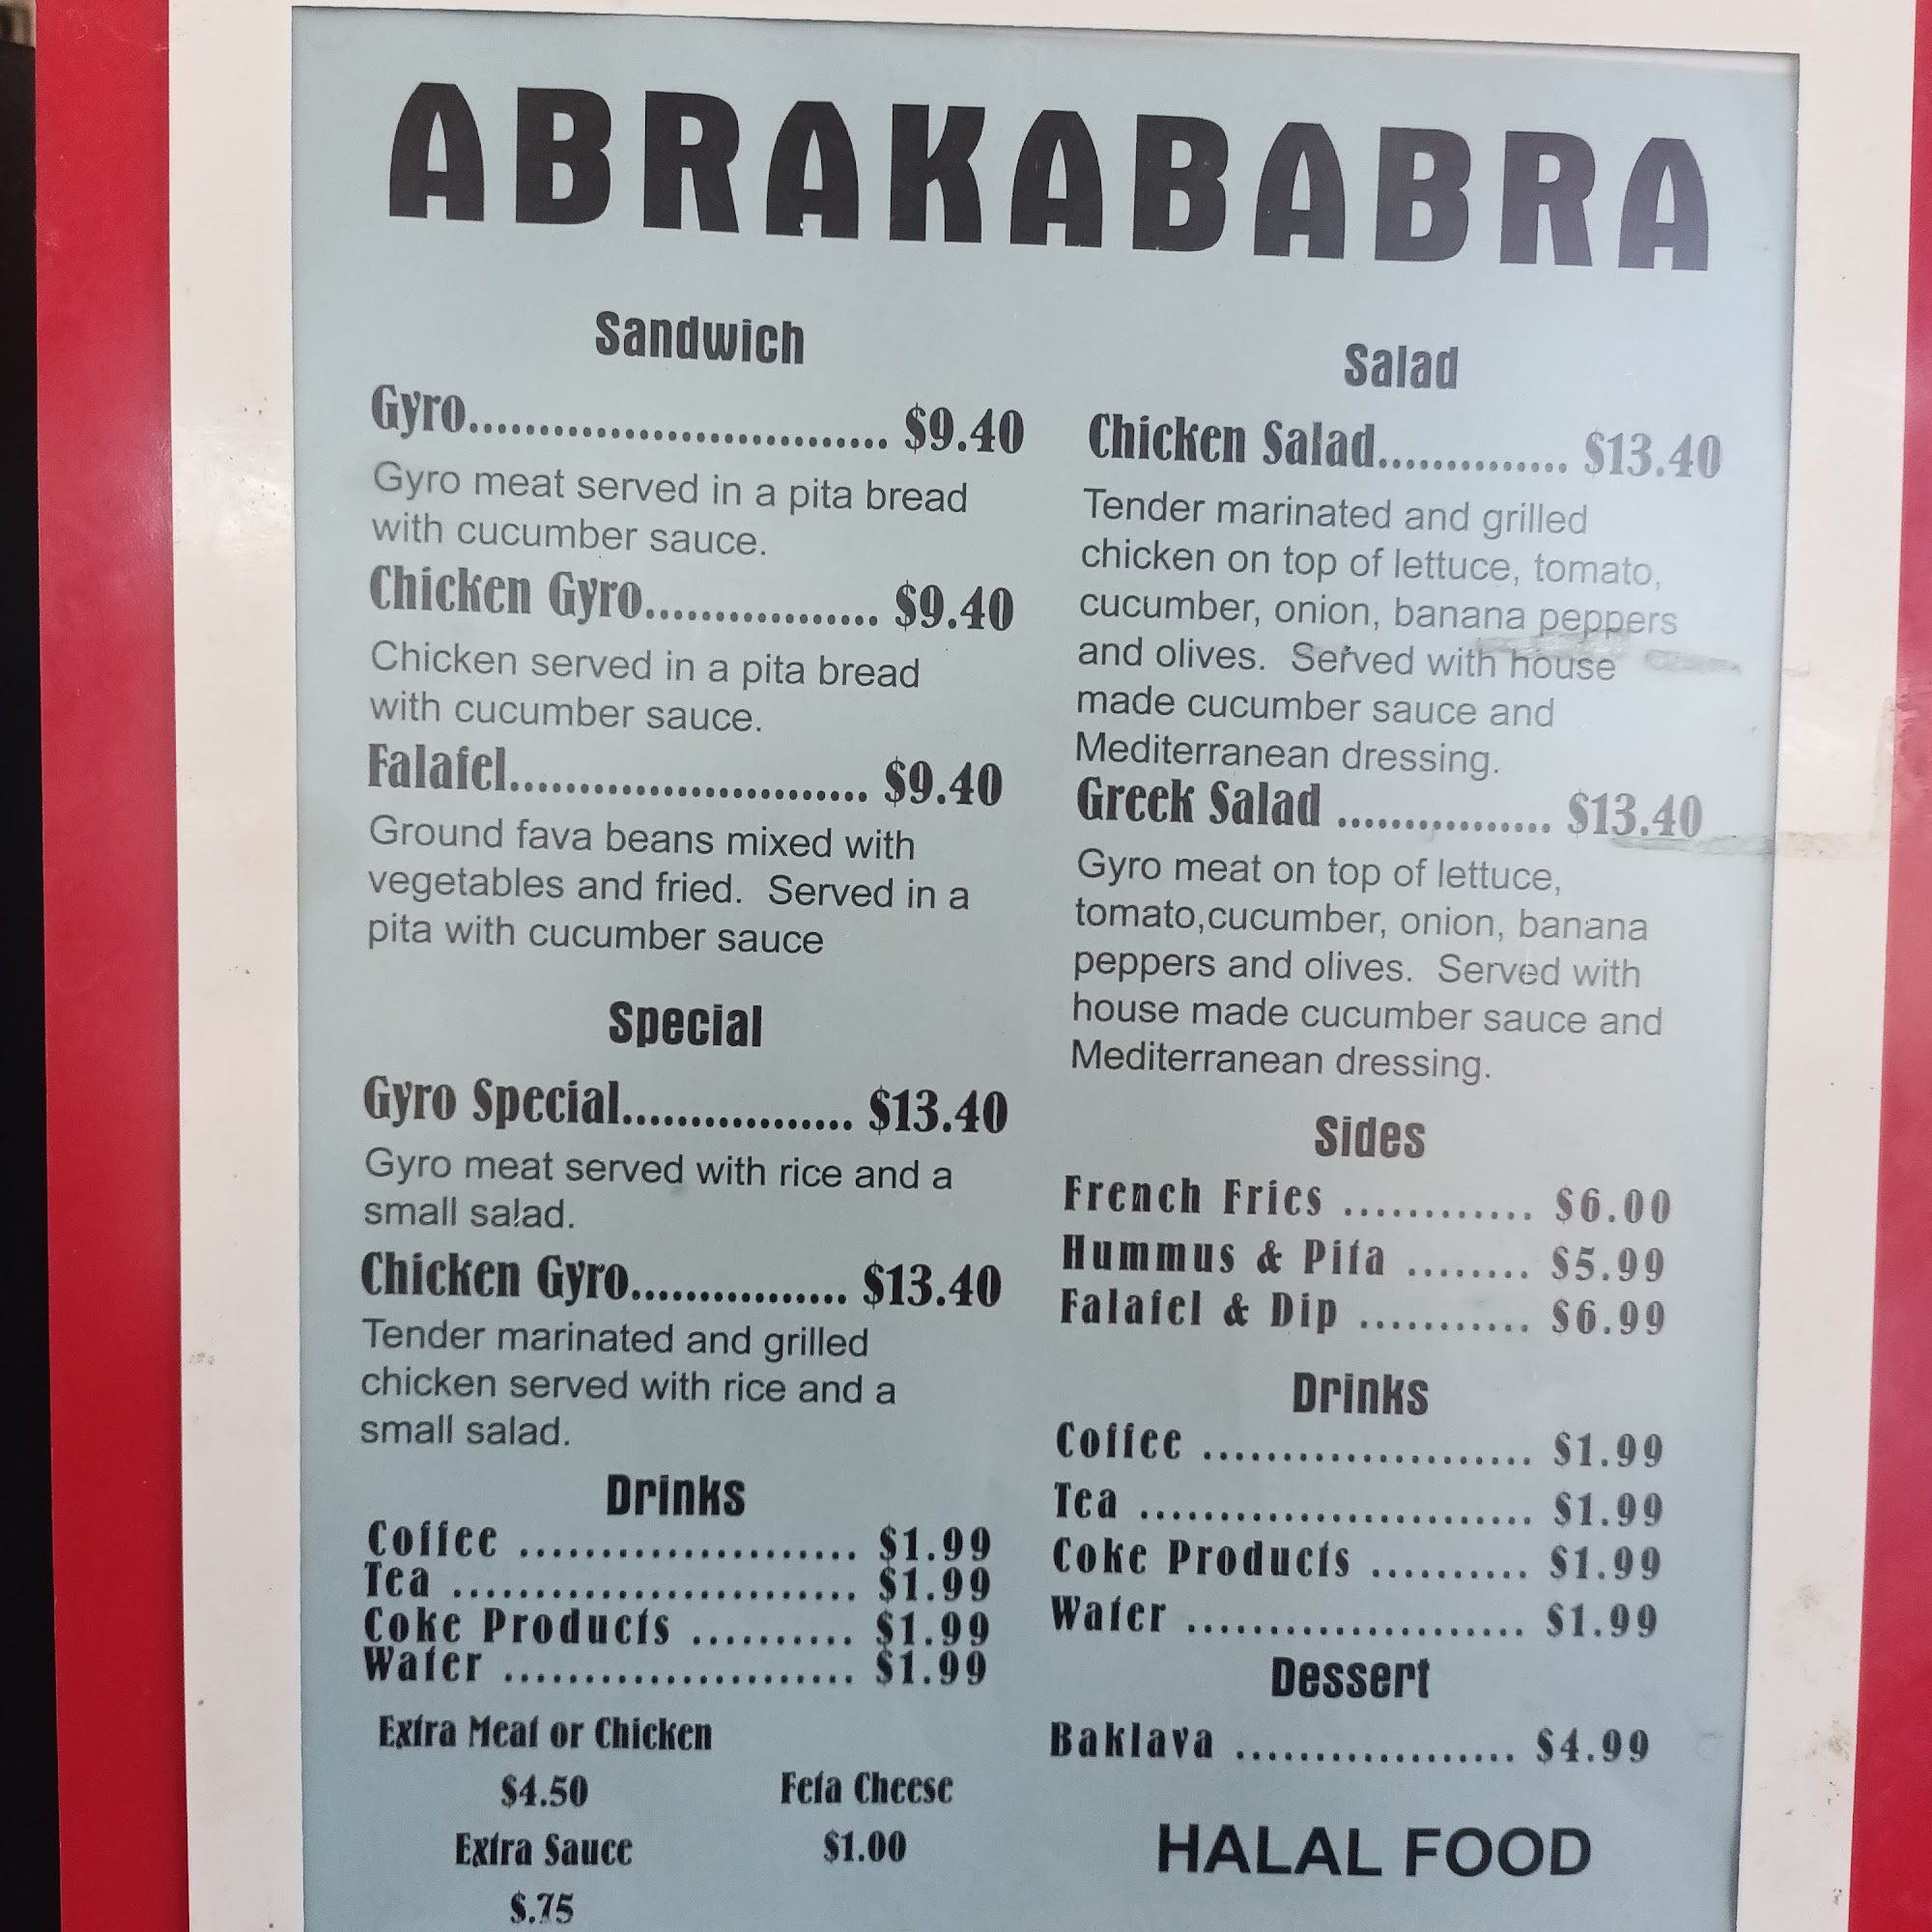 ABRAKABABRA
Sandwich
Gyro.............................. $9.40
Gyro meat served in a pita bread
with cucumber sauce.
Chicken Gyro................. $9.40
Chicken served in a pita bread
with cucumber sauce.
Falafel.......................... $9.40
Ground fava beans mixed with
vegetables and fried. Served in a
pita with cucumber sauce
Special
Gyro Special................. $13.40
Gyro meat served with rice and a
small salad.
Chicken Gyro................ $13.40
Tender marinated and grilled
chicken served with rice and a
small salad.
Drinks
Coffee ..................... $1.99
Tea ......................... $1.99
Coke Products .......... $1.99
Water ...................... $1.99
Extra Meat or Chicken
$4.50
Extra Sauce
$.75
Feta Cheese
$1.00
Salad
Chicken Salad.............. $13.40
Tender marinated and grilled
chicken on top of lettuce, tomato,
cucumber, onion, banana peppers
and olives. Served with house
made cucumber sauce and
Mediterranean dressing.
Greek Salad ................ $13.40
Gyro meat on top of lettuce,
tomato,cucumber, onion, banana
peppers and olives. Served with
house made cucumber sauce and
Mediterranean dressing.
Sides
French Fries ............ $6.00
Hummus & Pita ........ $5.99
Falafel & Dip ........... $6.99
Drinks
Coffee ..................... $1.99
Tea ......................... $1.99
Coke Products .......... $1.99
Water ...................... $1.99
Dessert
Baklava .................. $4.99
HALAL FOOD